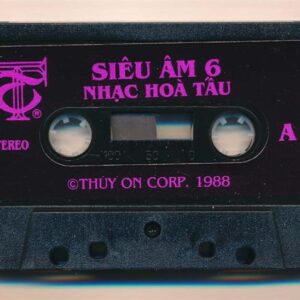 SIÊU ÂM 6
NHẠC HOÀ TẤU
®
STEREO
A
©THÚY ON CORP. 1988